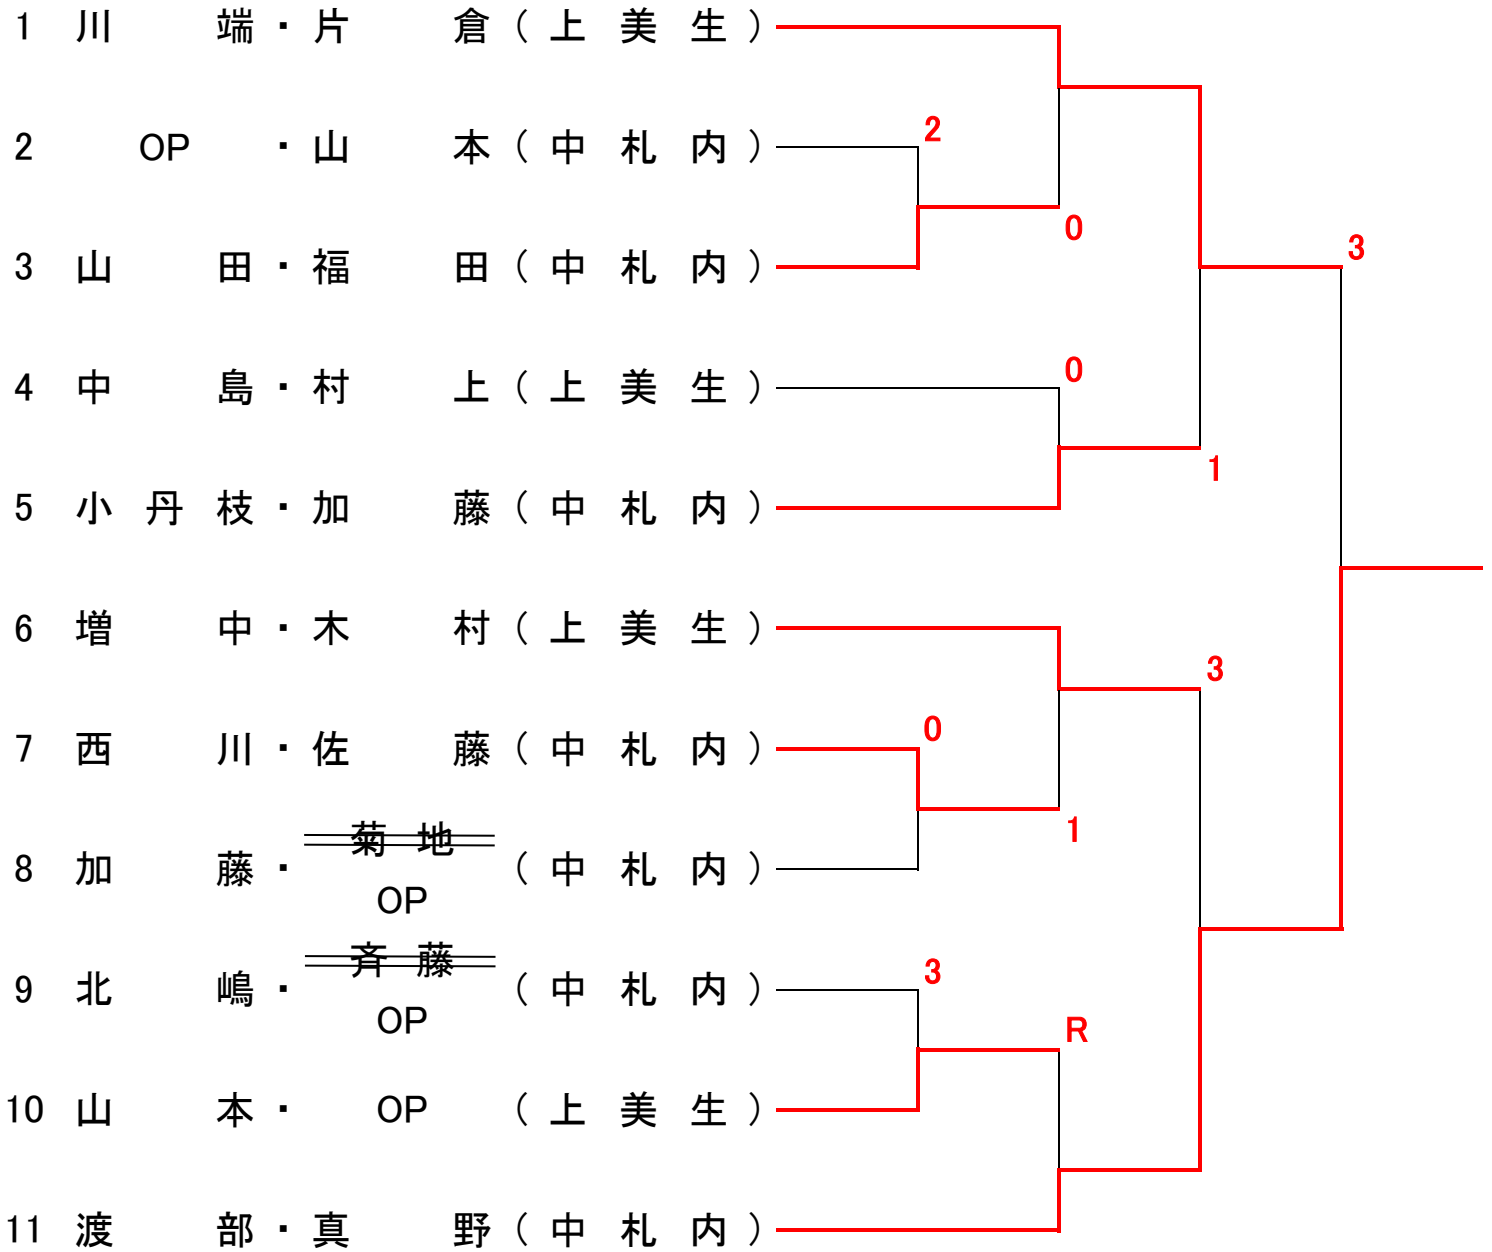 1 川端・片倉(上美生)
2 OP・山本(中札内)
2
3 山田・福田(中札内)
0
3
4 中島・村上(上美生)
0
5 小丹枝・加藤(中札内)
1
6 増中・木村(上美生)
3
7 西川・佐藤(中札内)
0
1
菊地
8 加藤・(中札内)
OP
斉藤
9 北嶋・(中札内)
3
OP
R
10 山本・OP(上美生)
11 渡部・真野(中札内)